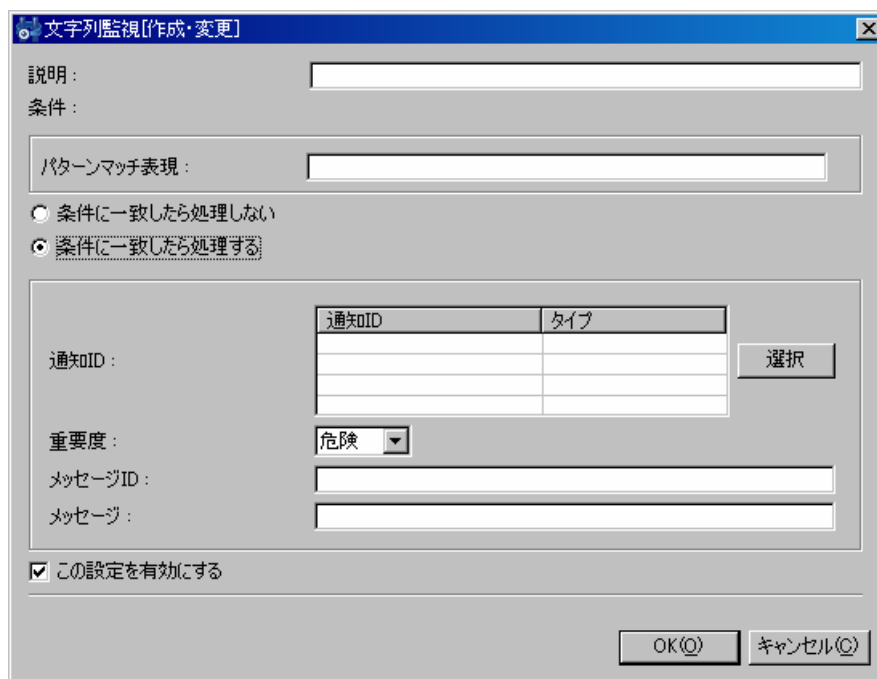 文字列監視[作成・変更]
説明：
条件：
パターンマッチ表現：
条件に一致したら処理しない
条件に一致したら処理する
通知ID タイプ
通知ID： 選択
重要度： 危険
メッセージID：
メッセージ：
この設定を有効にする
OK(O) キャンセル(C)